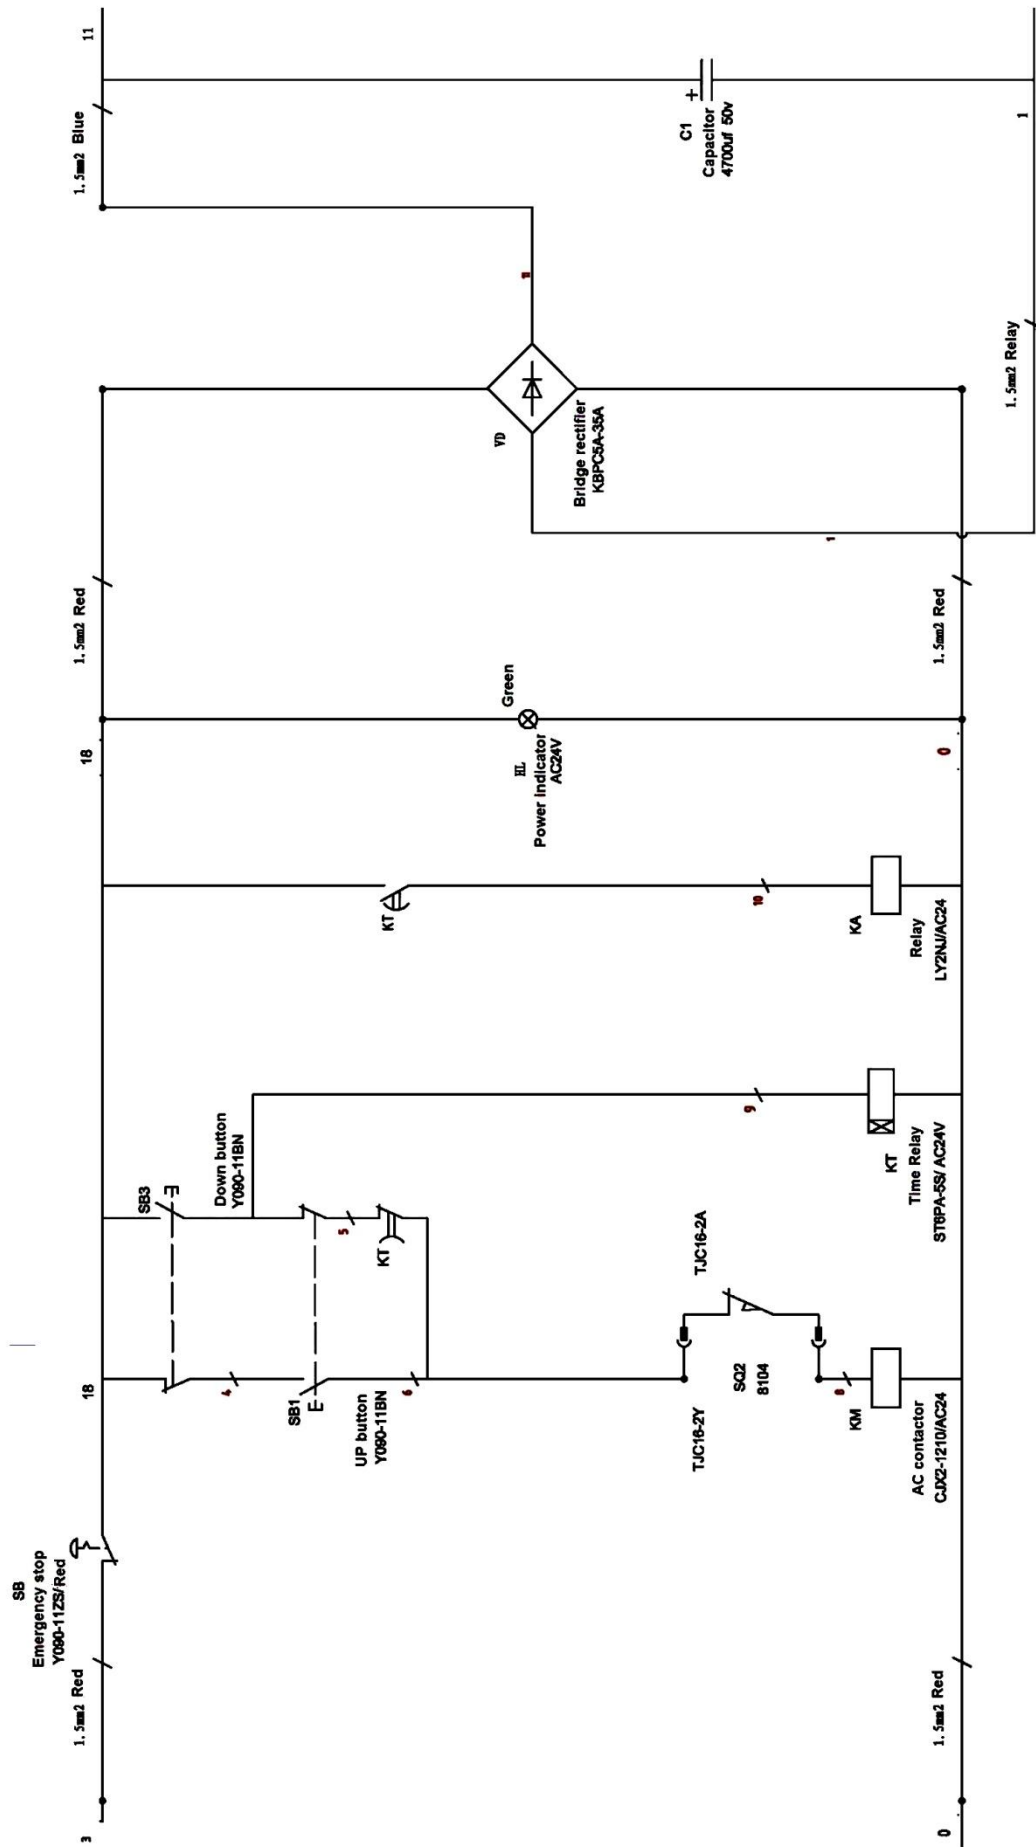 3
1.5mm2 Red
SB
Emergency stop
Y090-11ZS/Red
18
SB3
Down button
Y090-11BN
4
SB1
UP button
Y090-11BN
5
KT
6
TJC16-2Y
TJC16-2A
SQ2
8104
8
KM
AC contactor
CJX2-1210/AC24
9
KT
Time Relay
ST6PA-5S/ AC24V
KT
10
KA
Relay
LY2NJ/AC24
18
Green
HL
Power indicator
AC24V
0
1.5mm2 Red
0
1.5mm2 Red
1.5mm2 Red
VD
Bridge rectifier
KBPC5A-35A
11
1
1.5mm2 Blue
11
C1
+
Capacitor
4700uf 50v
1.5mm2 Relay
1